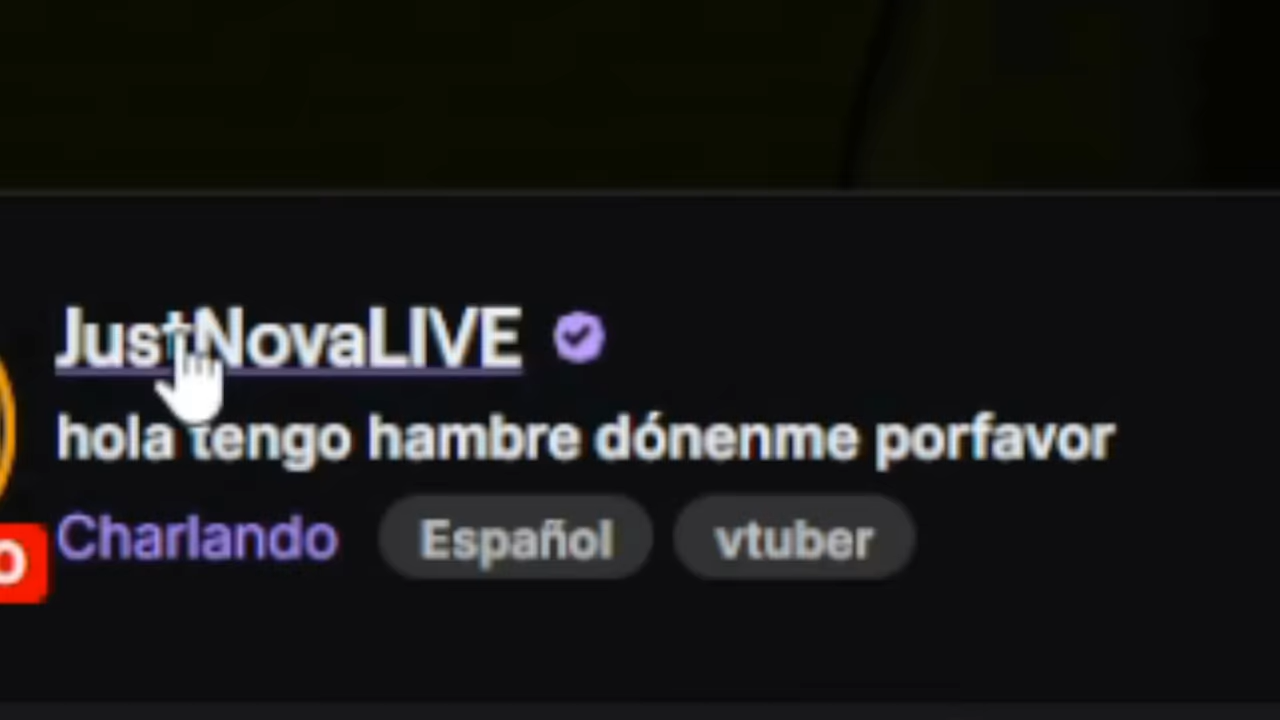 JustNovaLIVE
hola tengo hambre dónenme porfavor
Charlando Español vtuber
O